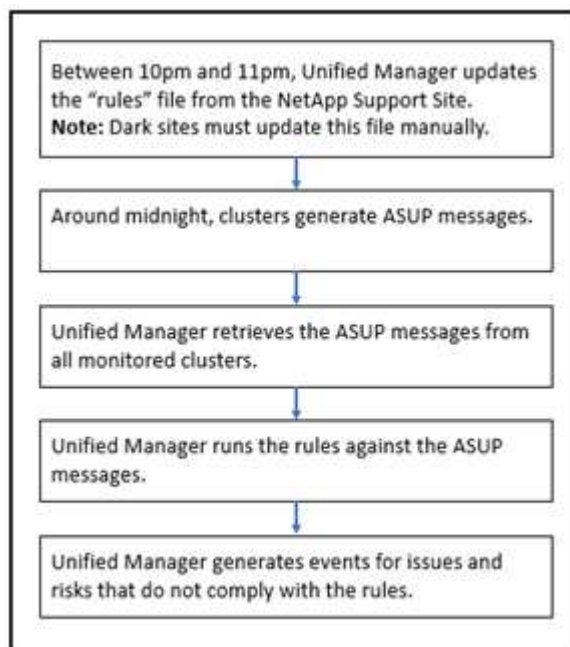 Between 10pm and 11pm, Unified Manager updates
the “rules” file from the NetApp Support Site.
Note: Dark sites must update this file manually.
Around midnight, clusters generate ASUP messages.
Unified Manager retrieves the ASUP messages from
all monitored clusters.
Unified Manager runs the rules against the ASUP
messages.
Unified Manager generates events for issues and
risks that do not comply with the rules.